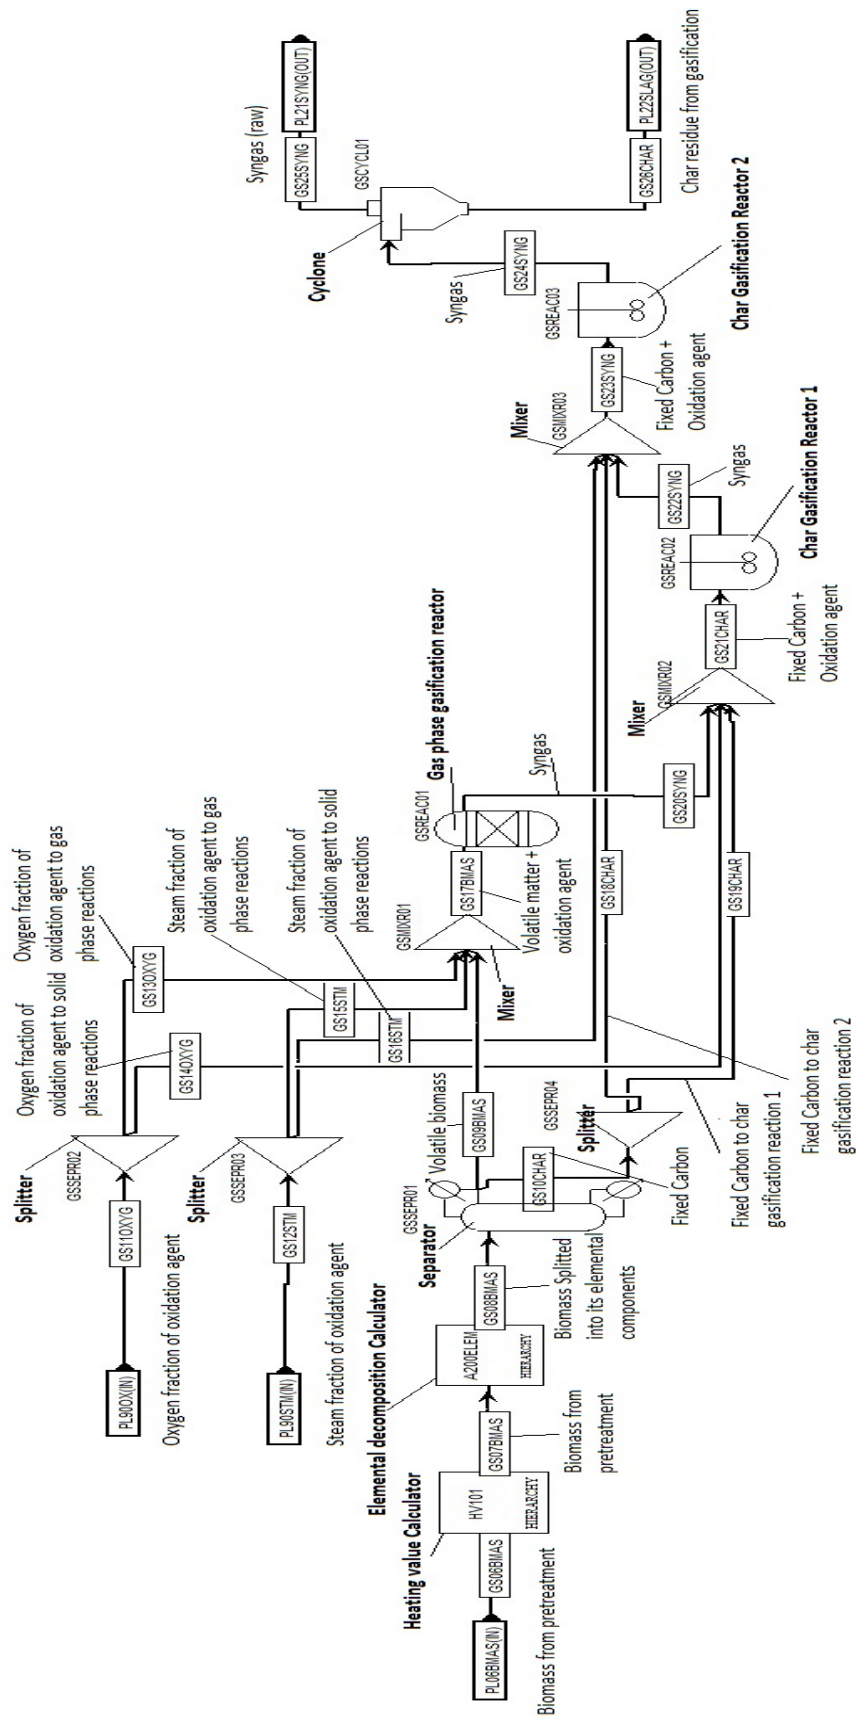 PL90OX(IN)
Oxygen fraction of oxidation agent
GS11OXYG
Splitter
GSSEPR02
Oxygen fraction of
oxidation agent to solid
phase reactions
GS14OXYG
Oxygen fraction of
oxidation agent to gas
phase reactions
GS13OXYG
PL90STM(IN)
Steam fraction of oxidation agent
GS12STM
Splitter
GSSEPR03
Steam fraction of
oxidation agent to gas
phase reactions
GS15STM
Steam fraction of
oxidation agent to solid
phase reactions
GS16STM
PL06BMAS(IN)
Biomass from pretreatment
GS06BMAS
Heating value Calculator
HV101
HIERARCHY
GS07BMAS
Biomass from
pretreatment
Elemental decomposition Calculator
A200ELEM
HIERARCHY
GS08BMAS
Biomass Splitted
into its elemental
components
Separator
GSSEPR01
Volatile biomass
GS09BMAS
GS10CHAR
Fixed Carbon
GSSEPR04
Splitter
Fixed Carbon to char
gasification reaction 1
Fixed Carbon to char
gasification reaction 2
Mixer
GSMIXR01
GS17BMAS
Volatile matter +
oxidation agent
GSREAC01
Gas phase gasification reactor
Syngas
GS20SYNG
GS18CHAR
GS19CHAR
Mixer
GSMIXR02
GS21CHAR
Fixed Carbon +
Oxidation agent
GSREAC02
Char Gasification Reactor 1
GS22SYNG
Syngas
Mixer
GSMIXR03
GS23SYNG
Fixed Carbon +
Oxidation agent
GSREAC03
Char Gasification Reactor 2
Syngas
GS24SYNG
Cyclone
GSCYCL01
Syngas (raw)
GS25SYNG
PL21SYNG(OUT)
GS26CHAR
PL22SLAG(OUT)
Char residue from gasification